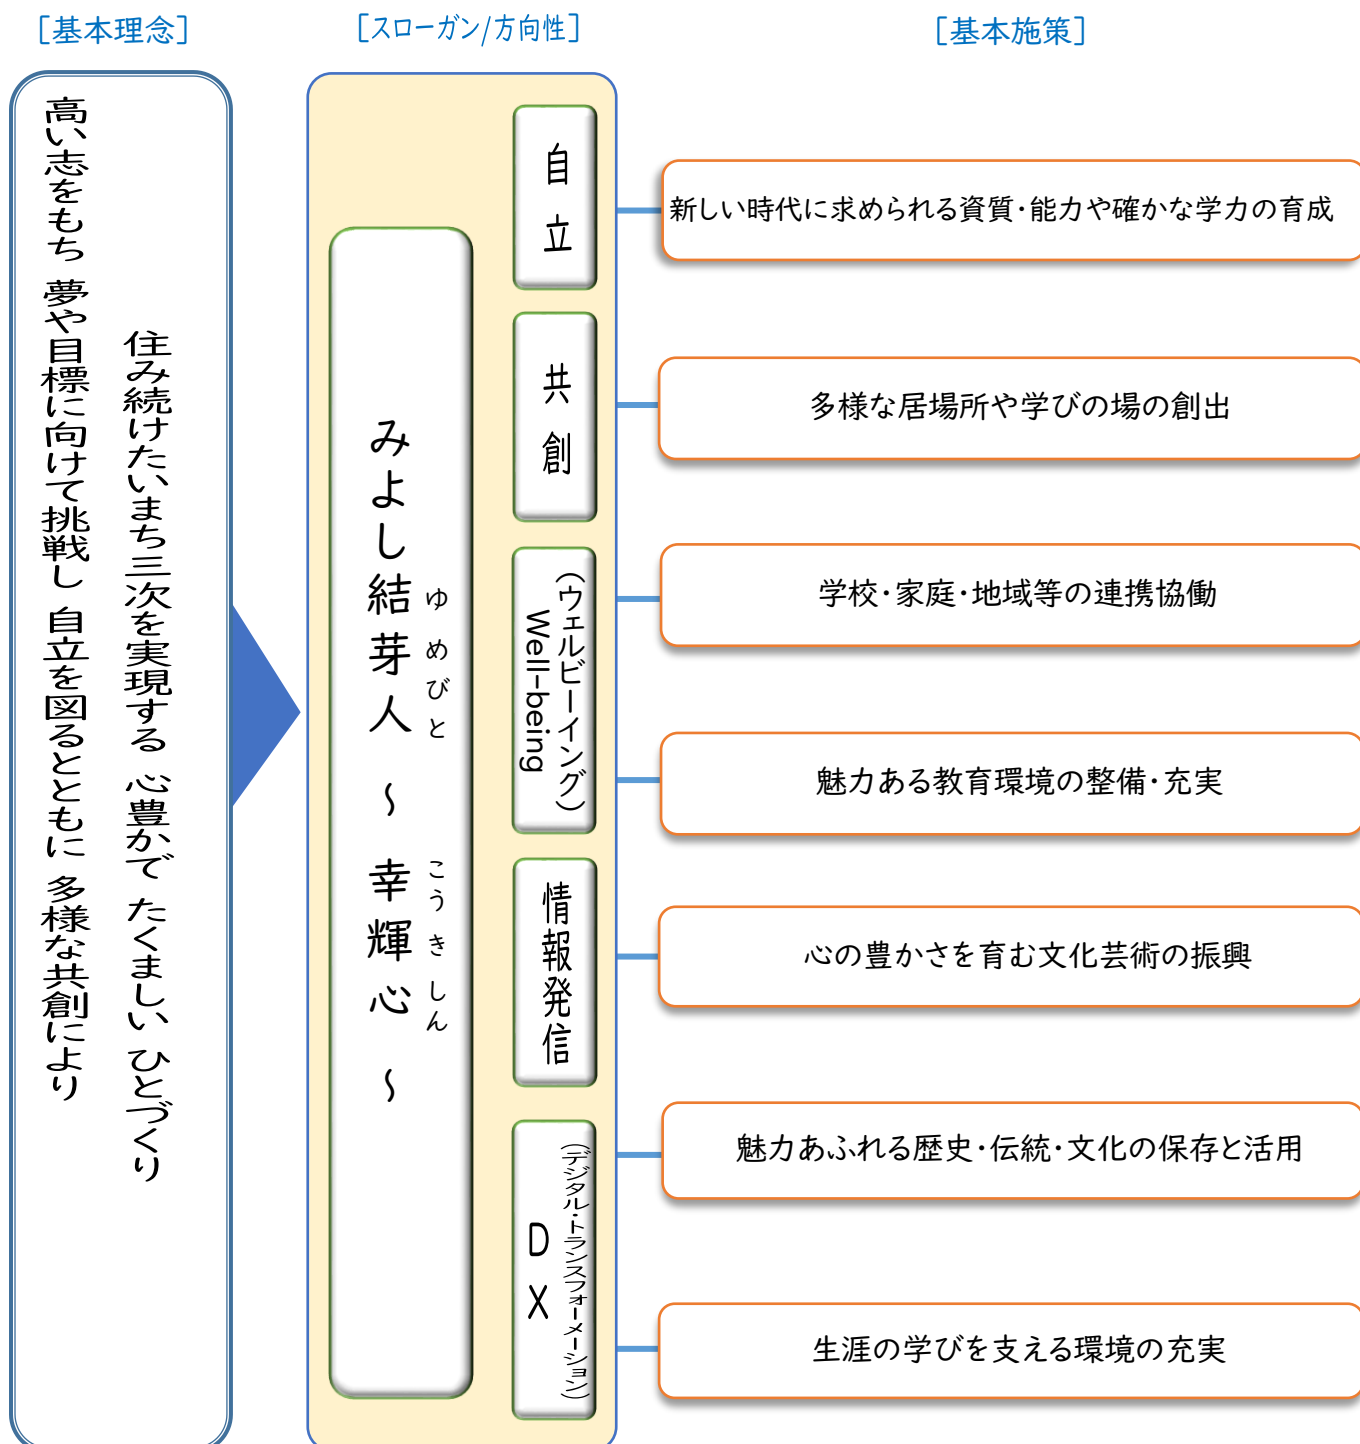 [基本理念]
[スローガン/方向性]
[基本施策]
高い志をもち 夢や目標に向けて挑戦し 自立を図るとともに 多様な共創により
住み続けたいまち三次を実現する 心豊かで たくましい ひとづくり
みよし結芽人 ～ 幸輝心 ～
ゆめびと
こうきしん
自立
共創
(ウェルビーイング)
Well-being
情報発信
(デジタル・トランスフォーメーション)
DX
新しい時代に求められる資質・能力や確かな学力の育成
多様な居場所や学びの場の創出
学校・家庭・地域等の連携協働
魅力ある教育環境の整備・充実
心の豊かさを育む文化芸術の振興
魅力あふれる歴史・伝統・文化の保存と活用
生涯の学びを支える環境の充実